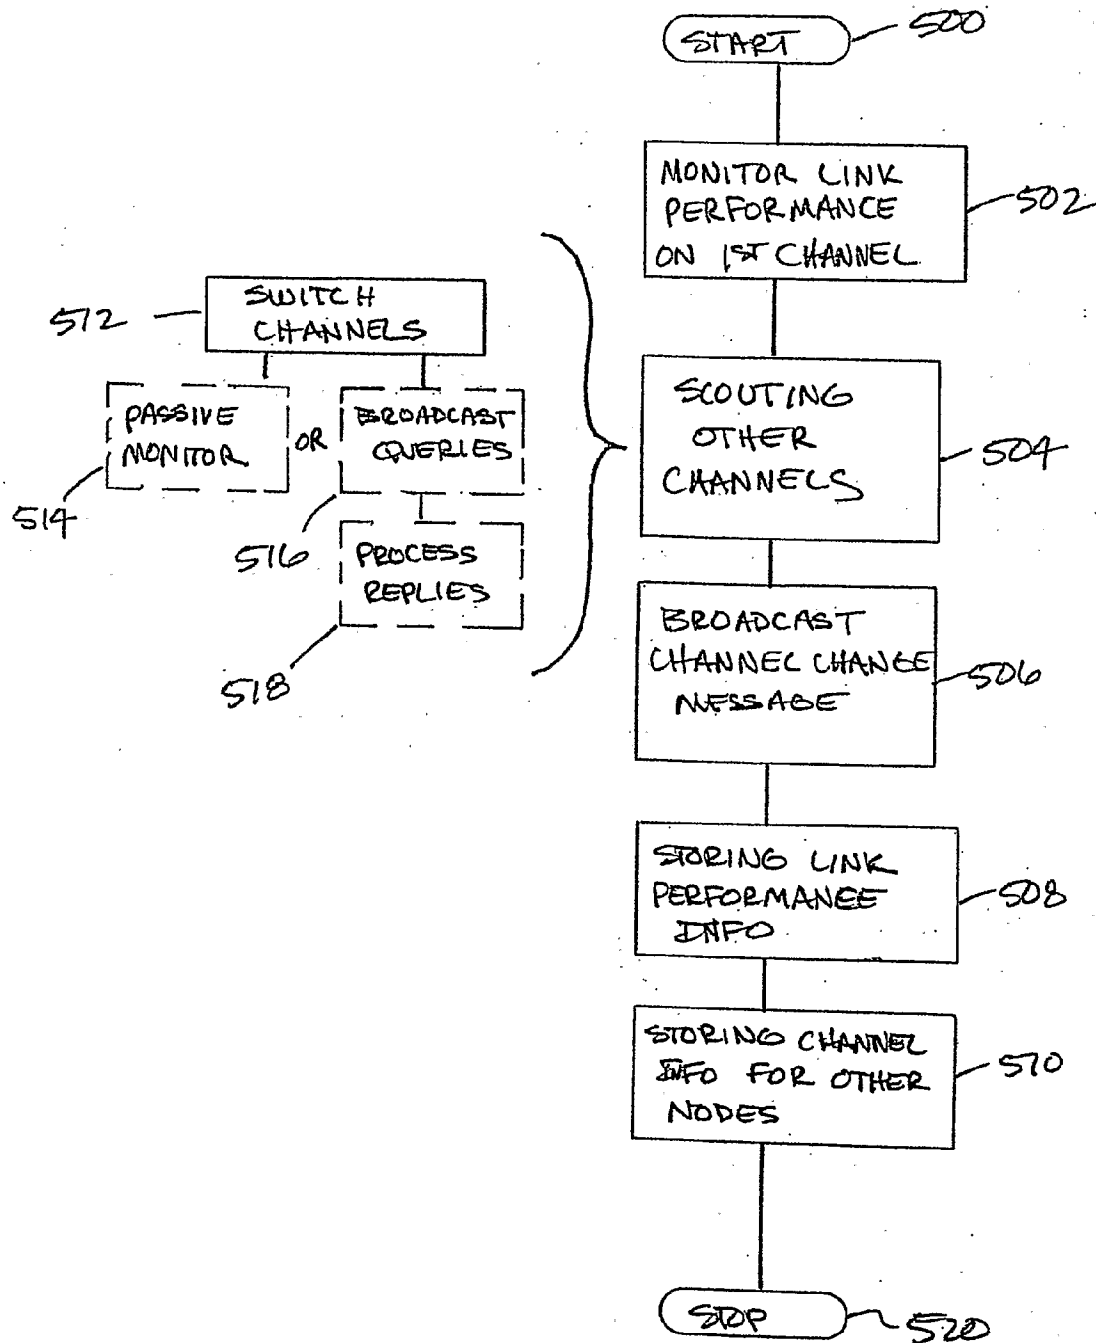 START
500
MONITOR LINK
PERFORMANCE
ON 1ST CHANNEL
502
SWITCH
CHANNELS
512
PASSIVE
MONITOR
514
OR
BROADCAST
QUERIES
516
PROCESS
REPLIES
518
SCOUTING
OTHER
CHANNELS
504
BROADCAST
CHANNEL CHANGE
MESSAGE
506
STORING LINK
PERFORMANCE
INFO
508
STORING CHANNEL
INFO FOR OTHER
NODES
510
STOP
520